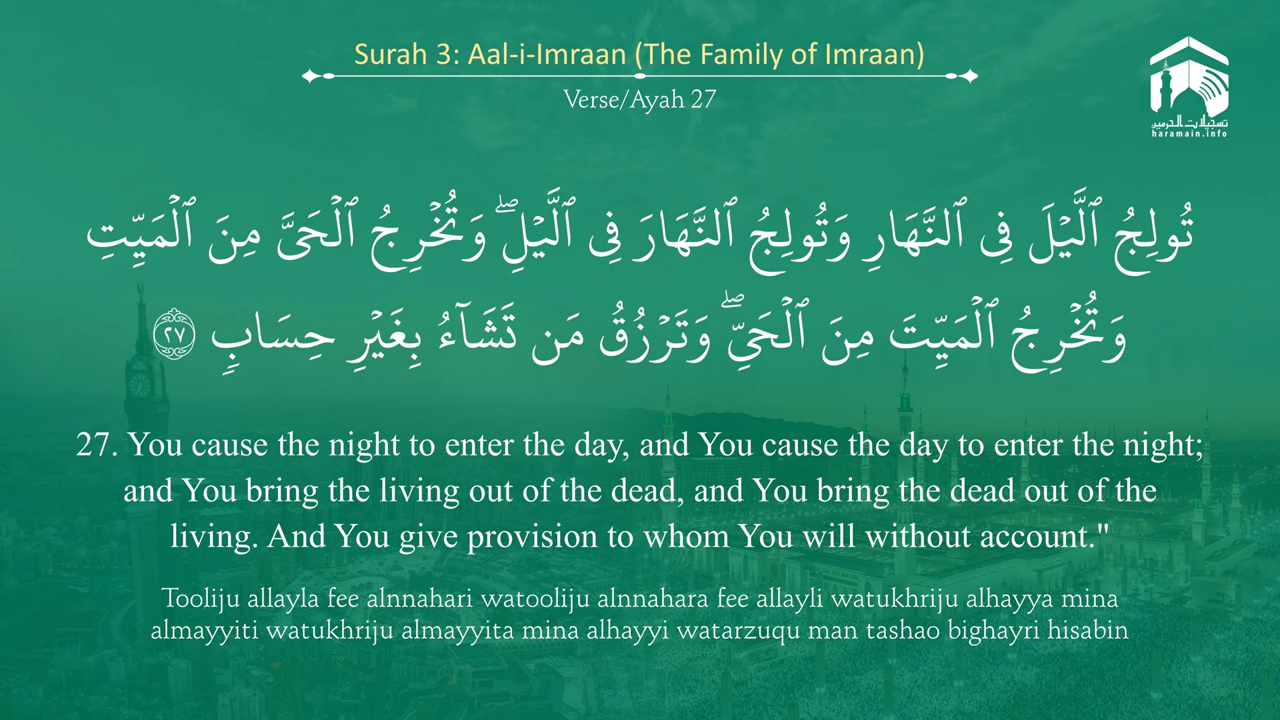 Surah 3: Aal-i-Imraan (The Family of Imraan)
Verse/Ayah 27
تسجيلات الحرمين
haramain.info
تُولِجُ ٱلَّيْلَ فِى ٱلنَّهَارِ وَتُولِجُ ٱلنَّهَارَ فِى ٱلَّيْلِ ۖ وَتُخْرِجُ ٱلْحَىَّ مِنَ ٱلْمَيِّتِ
وَتُخْرِجُ ٱلْمَيِّتَ مِنَ ٱلْحَىِّ ۖ وَتَرْزُقُ مَن تَشَآءُ بِغَيْرِ حِسَابٍ ٢٧
27. You cause the night to enter the day, and You cause the day to enter the night;
and You bring the living out of the dead, and You bring the dead out of the
living. And You give provision to whom You will without account."
Tooliju allayla fee alnnahari watooliju alnnahara fee allayli watukhriju alhayya mina
almayyiti watukhriju almayyita mina alhayyi watarzuqu man tashao bighayri hisabin